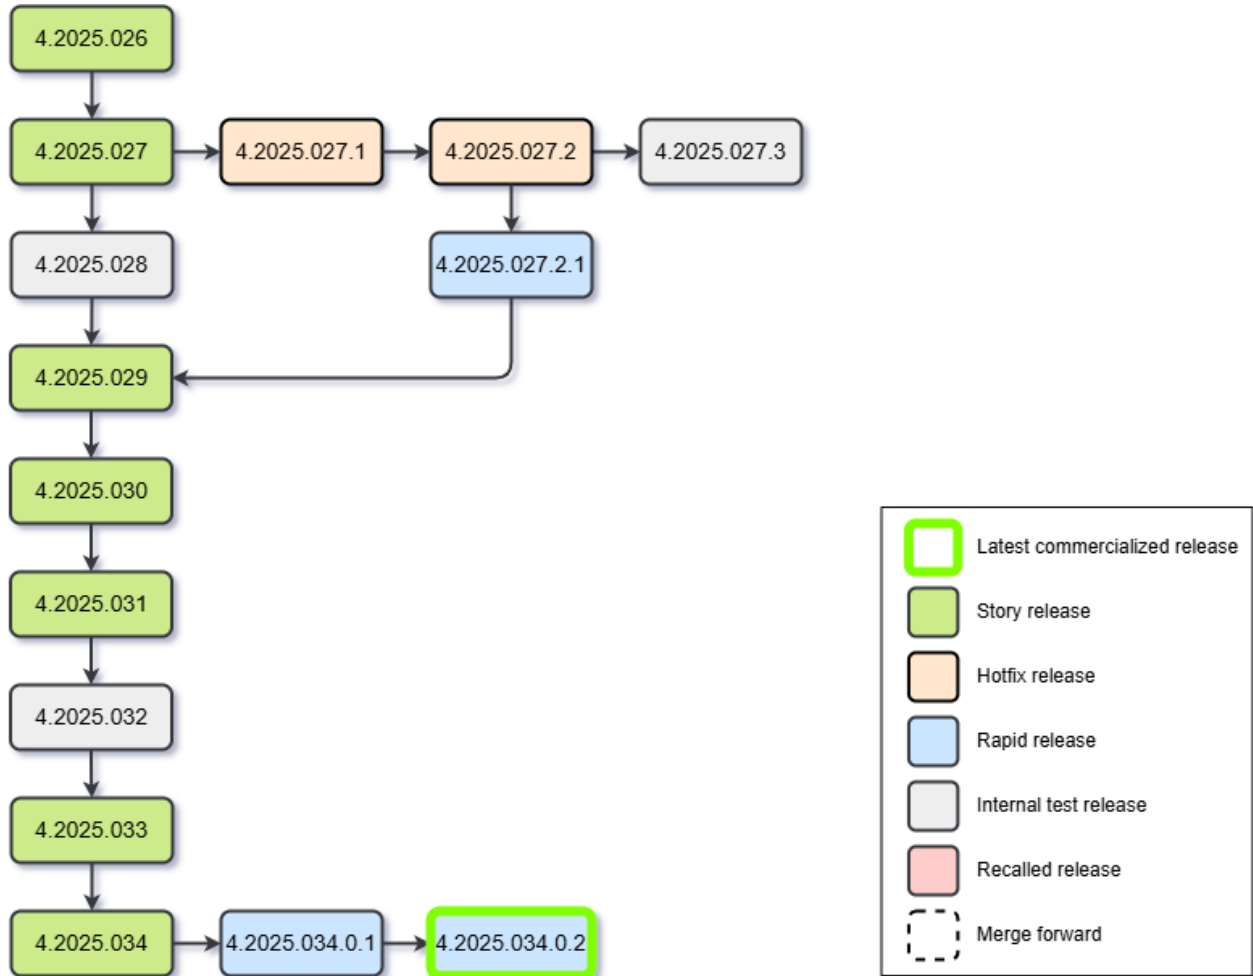 4.2025.026
4.2025.027
4.2025.027.1
4.2025.027.2
4.2025.027.3
4.2025.028
4.2025.027.2.1
4.2025.029
4.2025.030
4.2025.031
4.2025.032
4.2025.033
4.2025.034
4.2025.034.0.1
4.2025.034.0.2
Latest commercialized release
Story release
Hotfix release
Rapid release
Internal test release
Recalled release
Merge forward